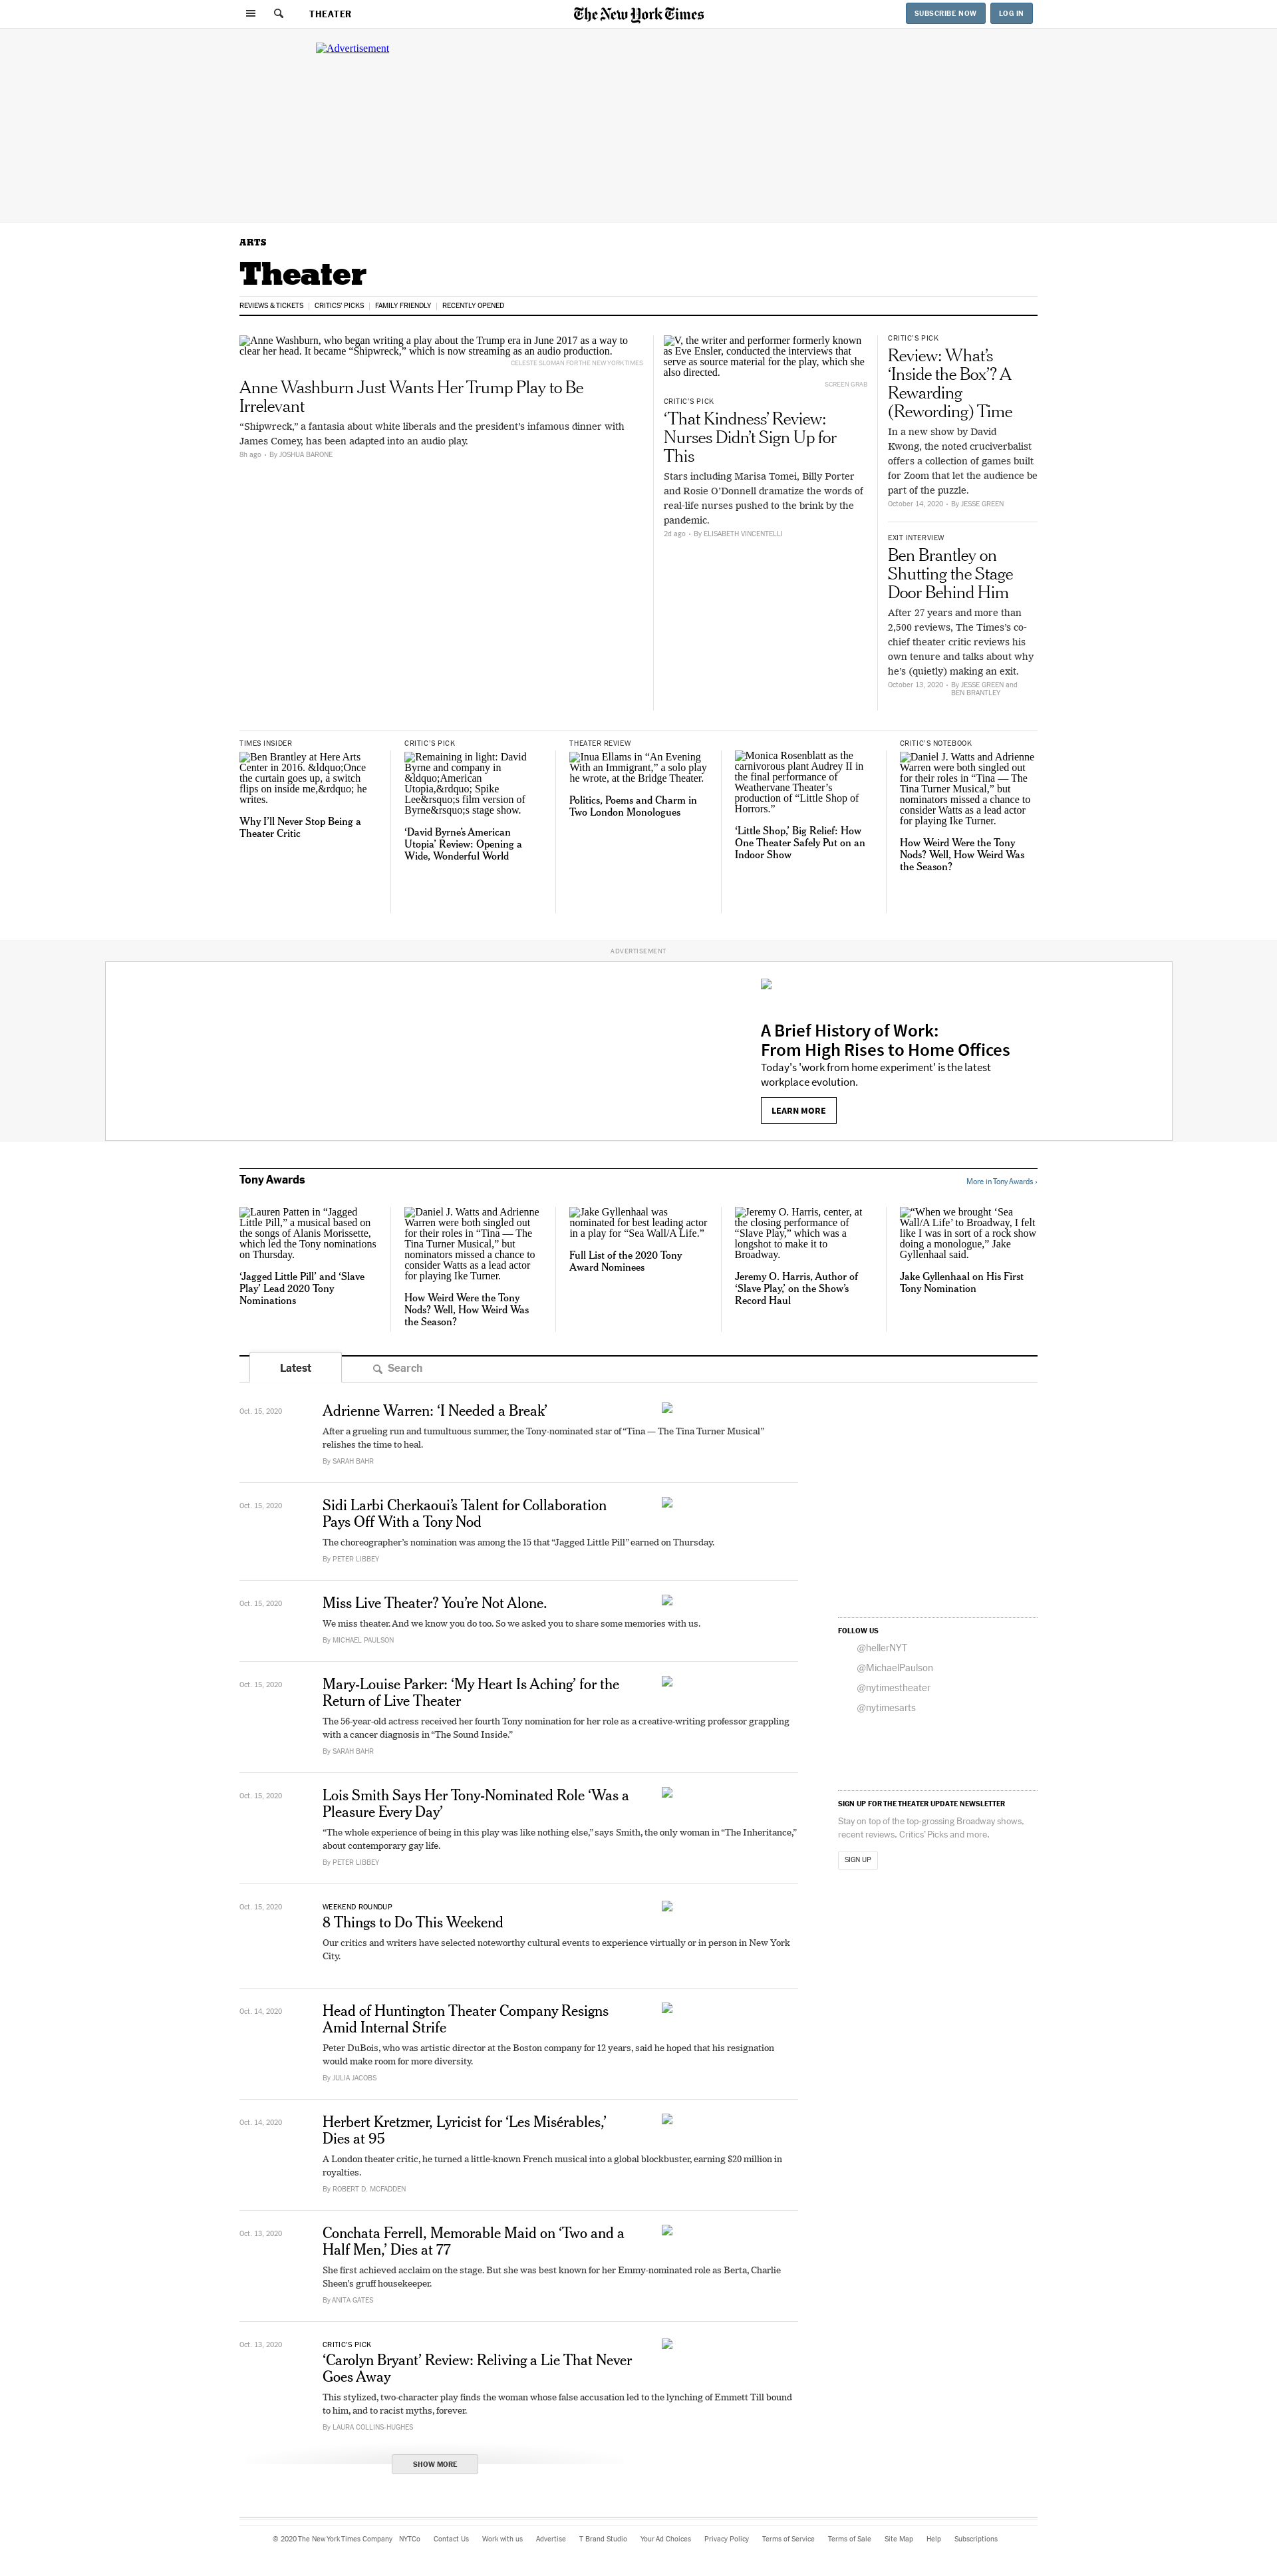 THEATER
The New York Times
SUBSCRIBE NOW
LOG IN
Advertisement
ARTS
Theater
REVIEWS & TICKETS
CRITICS' PICKS
FAMILY FRIENDLY
RECENTLY OPENED
Anne Washburn, who began writing a play about the Trump era in June 2017 as a way to
clear her head. It became “Shipwreck,” which is now streaming as an audio production.
CELESTE SLOMAN FOR THE NEW YORK TIMES
Anne Washburn Just Wants Her Trump Play to Be
Irrelevant
“Shipwreck,” a fantasia about white liberals and the president’s infamous dinner with
James Comey, has been adapted into an audio play.
8h ago • By JOSHUA BARONE
V, the writer and performer formerly known
as Eve Ensler, conducted the interviews that
serve as source material for the play, which she
also directed.
SCREEN GRAB
CRITIC’S PICK
‘That Kindness’ Review:
Nurses Didn’t Sign Up for
This
Stars including Marisa Tomei, Billy Porter
and Rosie O’Donnell dramatize the words of
real-life nurses pushed to the brink by the
pandemic.
2d ago • By ELISABETH VINCENTELLI
CRITIC’S PICK
Review: What’s
‘Inside the Box’? A
Rewarding
(Rewording) Time
In a new show by David
Kwong, the noted cruciverbalist
offers a collection of games built
for Zoom that let the audience be
part of the puzzle.
October 14, 2020 • By JESSE GREEN
EXIT INTERVIEW
Ben Brantley on
Shutting the Stage
Door Behind Him
After 27 years and more than
2,500 reviews, The Times’s co-
chief theater critic reviews his
own tenure and talks about why
he’s (quietly) making an exit.
October 13, 2020 • By JESSE GREEN and
BEN BRANTLEY
TIMES INSIDER
Ben Brantley at Here Arts
Center in 2016. &ldquo;Once
the curtain goes up, a switch
flips on inside me,&rdquo; he
writes.
Why I’ll Never Stop Being a
Theater Critic
CRITIC’S PICK
Remaining in light: David
Byrne and company in
&ldquo;American
Utopia,&rdquo; Spike
Lee&rsquo;s film version of
Byrne&rsquo;s stage show.
‘David Byrne’s American
Utopia’ Review: Opening a
Wide, Wonderful World
THEATER REVIEW
Inua Ellams in “An Evening
With an Immigrant,” a solo play
he wrote, at the Bridge Theater.
Politics, Poems and Charm in
Two London Monologues
Monica Rosenblatt as the
carnivorous plant Audrey II in
the final performance of
Weathervane Theater’s
production of “Little Shop of
Horrors.”
‘Little Shop,’ Big Relief: How
One Theater Safely Put on an
Indoor Show
CRITIC’S NOTEBOOK
Daniel J. Watts and Adrienne
Warren were both singled out
for their roles in “Tina — The
Tina Turner Musical,” but
nominators missed a chance to
consider Watts as a lead actor
for playing Ike Turner.
How Weird Were the Tony
Nods? Well, How Weird Was
the Season?
ADVERTISEMENT
A Brief History of Work:
From High Rises to Home Offices
Today's 'work from home experiment' is the latest
workplace evolution.
LEARN MORE
Tony Awards
More in Tony Awards ›
Lauren Patten in “Jagged
Little Pill,” a musical based on
the songs of Alanis Morissette,
which led the Tony nominations
on Thursday.
‘Jagged Little Pill’ and ‘Slave
Play’ Lead 2020 Tony
Nominations
Daniel J. Watts and Adrienne
Warren were both singled out
for their roles in “Tina — The
Tina Turner Musical,” but
nominators missed a chance to
consider Watts as a lead actor
for playing Ike Turner.
How Weird Were the Tony
Nods? Well, How Weird Was
the Season?
Jake Gyllenhaal was
nominated for best leading actor
in a play for “Sea Wall/A Life.”
Full List of the 2020 Tony
Award Nominees
Jeremy O. Harris, center, at
the closing performance of
“Slave Play,” which was a
longshot to make it to
Broadway.
Jeremy O. Harris, Author of
‘Slave Play,’ on the Show’s
Record Haul
“When we brought ‘Sea
Wall/A Life’ to Broadway, I felt
like I was in sort of a rock show
doing a monologue,” Jake
Gyllenhaal said.
Jake Gyllenhaal on His First
Tony Nomination
Latest
Search
Oct. 15, 2020
Adrienne Warren: ‘I Needed a Break’
After a grueling run and tumultuous summer, the Tony-nominated star of “Tina — The Tina Turner Musical”
relishes the time to heal.
By SARAH BAHR
Oct. 15, 2020
Sidi Larbi Cherkaoui’s Talent for Collaboration
Pays Off With a Tony Nod
The choreographer’s nomination was among the 15 that “Jagged Little Pill” earned on Thursday.
By PETER LIBBEY
Oct. 15, 2020
Miss Live Theater? You’re Not Alone.
We miss theater. And we know you do too. So we asked you to share some memories with us.
By MICHAEL PAULSON
Oct. 15, 2020
Mary-Louise Parker: ‘My Heart Is Aching’ for the
Return of Live Theater
The 56-year-old actress received her fourth Tony nomination for her role as a creative-writing professor grappling
with a cancer diagnosis in “The Sound Inside.”
By SARAH BAHR
Oct. 15, 2020
Lois Smith Says Her Tony-Nominated Role ‘Was a
Pleasure Every Day’
“The whole experience of being in this play was like nothing else,” says Smith, the only woman in “The Inheritance,”
about contemporary gay life.
By PETER LIBBEY
Oct. 15, 2020
WEEKEND ROUNDUP
8 Things to Do This Weekend
Our critics and writers have selected noteworthy cultural events to experience virtually or in person in New York
City.
Oct. 14, 2020
Head of Huntington Theater Company Resigns
Amid Internal Strife
Peter DuBois, who was artistic director at the Boston company for 12 years, said he hoped that his resignation
would make room for more diversity.
By JULIA JACOBS
Oct. 14, 2020
Herbert Kretzmer, Lyricist for ‘Les Misérables,’
Dies at 95
A London theater critic, he turned a little-known French musical into a global blockbuster, earning $20 million in
royalties.
By ROBERT D. MCFADDEN
Oct. 13, 2020
Conchata Ferrell, Memorable Maid on ‘Two and a
Half Men,’ Dies at 77
She first achieved acclaim on the stage. But she was best known for her Emmy-nominated role as Berta, Charlie
Sheen’s gruff housekeeper.
By ANITA GATES
Oct. 13, 2020
CRITIC’S PICK
‘Carolyn Bryant’ Review: Reliving a Lie That Never
Goes Away
This stylized, two-character play finds the woman whose false accusation led to the lynching of Emmett Till bound
to him, and to racist myths, forever.
By LAURA COLLINS-HUGHES
SHOW MORE
FOLLOW US
@hellerNYT
@MichaelPaulson
@nytimestheater
@nytimesarts
SIGN UP FOR THE THEATER UPDATE NEWSLETTER
Stay on top of the top-grossing Broadway shows,
recent reviews, Critics’ Picks and more.
SIGN UP
© 2020 The New York Times Company NYTCo Contact Us Work with us Advertise T Brand Studio Your Ad Choices Privacy Policy Terms of Service Terms of Sale Site Map Help Subscriptions